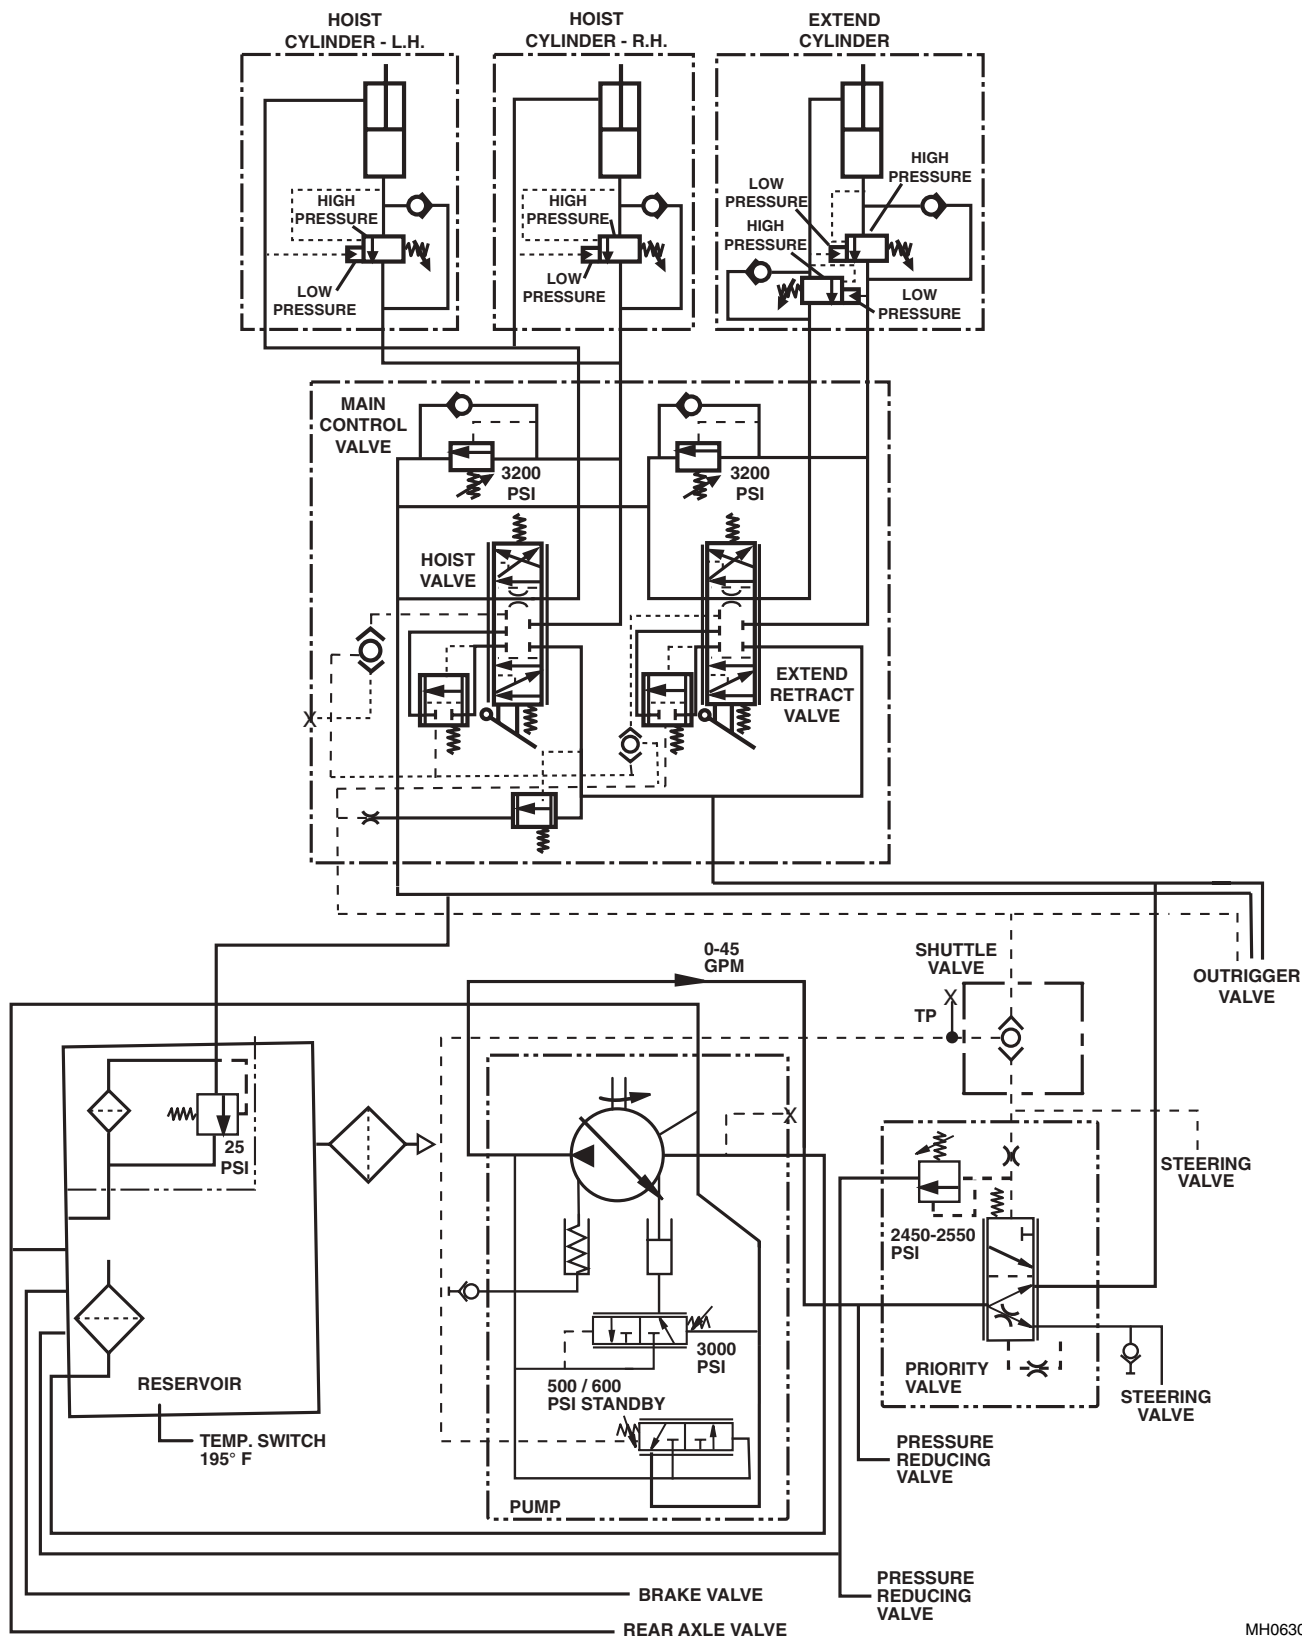 HOIST
CYLINDER - L.H.
HOIST
CYLINDER - R.H.
EXTEND
CYLINDER
HIGH
PRESSURE
LOW
PRESSURE
HIGH
PRESSURE
LOW
PRESSURE
HIGH
PRESSURE
LOW
PRESSURE
HIGH
PRESSURE
LOW
PRESSURE
MAIN
CONTROL
VALVE
3200
PSI
3200
PSI
HOIST
VALVE
EXTEND
RETRACT
VALVE
X
0-45
GPM
SHUTTLE
VALVE
X
TP
OUTRIGGER
VALVE
25
PSI
X
STEERING
VALVE
2450-2550
PSI
3000
PSI
500 / 600
PSI STANDBY
PRIORITY
VALVE
STEERING
VALVE
RESERVOIR
TEMP. SWITCH
195° F
PRESSURE
REDUCING
VALVE
PUMP
PRESSURE
REDUCING
VALVE
BRAKE VALVE
REAR AXLE VALVE
MH0630